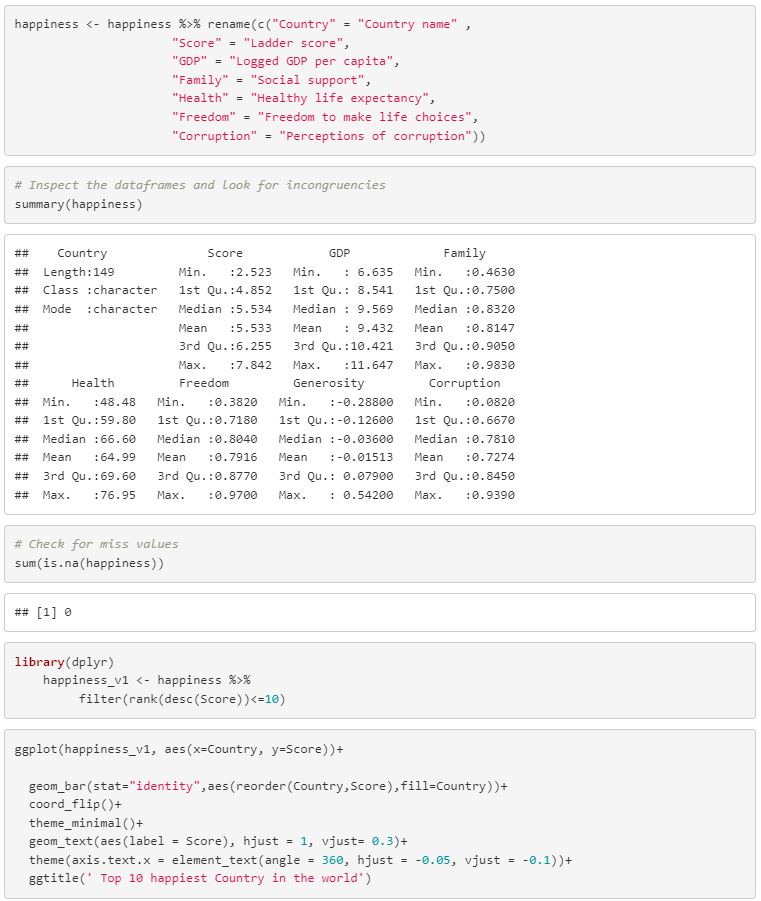 happiness <- happiness %>% rename(c("Country" = "Country name" ,
"Score" = "Ladder score",
"GDP" = "Logged GDP per capita",
"Family" = "Social support",
"Health" = "Healthy life expectancy",
"Freedom" = "Freedom to make life choices",
"Corruption" = "Perceptions of corruption"))
# Inspect the dataframes and look for incongruencies
summary(happiness)
##    Country             Score            GDP             Family
##  Length:149         Min.   :2.523   Min.   : 6.635   Min.   :0.4630
##  Class :character   1st Qu.:4.852   1st Qu.: 8.541   1st Qu.:0.7500
##  Mode  :character   Median :5.534   Median : 9.569   Median :0.8320
##                     Mean   :5.533   Mean   : 9.432   Mean   :0.8147
##                     3rd Qu.:6.255   3rd Qu.:10.421   3rd Qu.:0.9050
##                     Max.   :7.842   Max.   :11.647   Max.   :0.9830
##      Health         Freedom         Generosity         Corruption
##  Min.   :48.48   Min.   :0.3820   Min.   :-0.28800   Min.   :0.0820
##  1st Qu.:59.80   1st Qu.:0.7180   1st Qu.:-0.12600   1st Qu.:0.6670
##  Median :66.60   Median :0.8040   Median :-0.03600   Median :0.7810
##  Mean   :64.99   Mean   :0.7916   Mean   :-0.01513   Mean   :0.7274
##  3rd Qu.:69.60   3rd Qu.:0.8770   3rd Qu.: 0.07900   3rd Qu.:0.8450
##  Max.   :76.95   Max.   :0.9700   Max.   : 0.54200   Max.   :0.9390
# Check for miss values
sum(is.na(happiness))
## [1] 0
library(dplyr)
happiness_v1 <- happiness %>%
filter(rank(desc(Score))<=10)
ggplot(happiness_v1, aes(x=Country, y=Score))+
geom_bar(stat="identity",aes(reorder(Country,Score),fill=Country))+
coord_flip()+
theme_minimal()+
geom_text(aes(label = Score), hjust = 1, vjust= 0.3)+
theme(axis.text.x = element_text(angle = 360, hjust = -0.05, vjust = -0.1))+
ggtitle(' Top 10 happiest Country in the world')